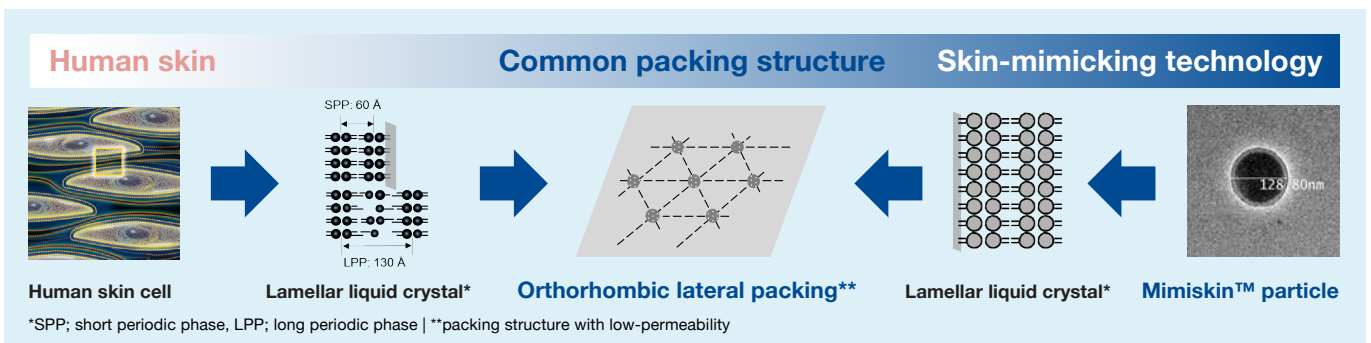 Human skin
Common packing structure
Skin-mimicking technology
SPP: 60 Å
LPP: 130 Å
128.80nm
Human skin cell
Lamellar liquid crystal*
Orthorhombic lateral packing**
Lamellar liquid crystal*
Mimiskin™ particle
*SPP; short periodic phase, LPP; long periodic phase | **packing structure with low-permeability